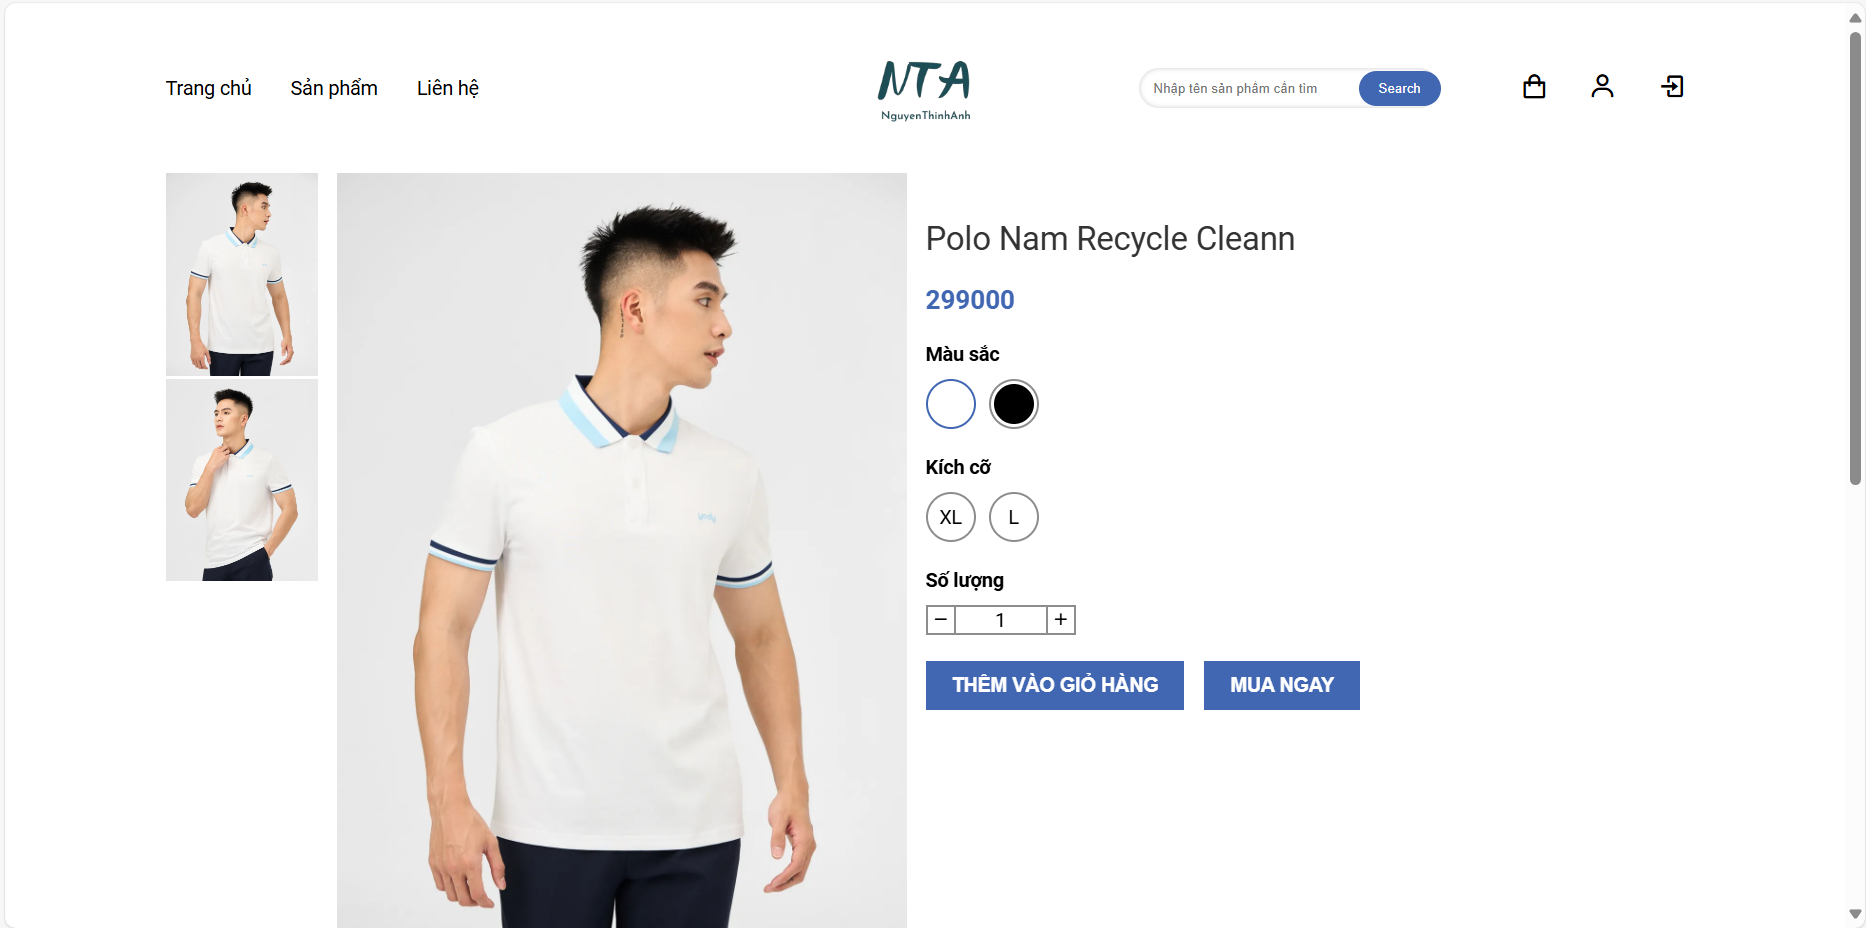 Trang chủ
Sản phẩm
Liên hệ
NTA
NguyenThinhAnh
Nhập tên sản phẩm cần tìm
Search
Polo Nam Recycle Cleann
299000
Màu sắc
Kích cỡ
XL
L
Số lượng
− 1 +
THÊM VÀO GIỎ HÀNG
MUA NGAY
yody